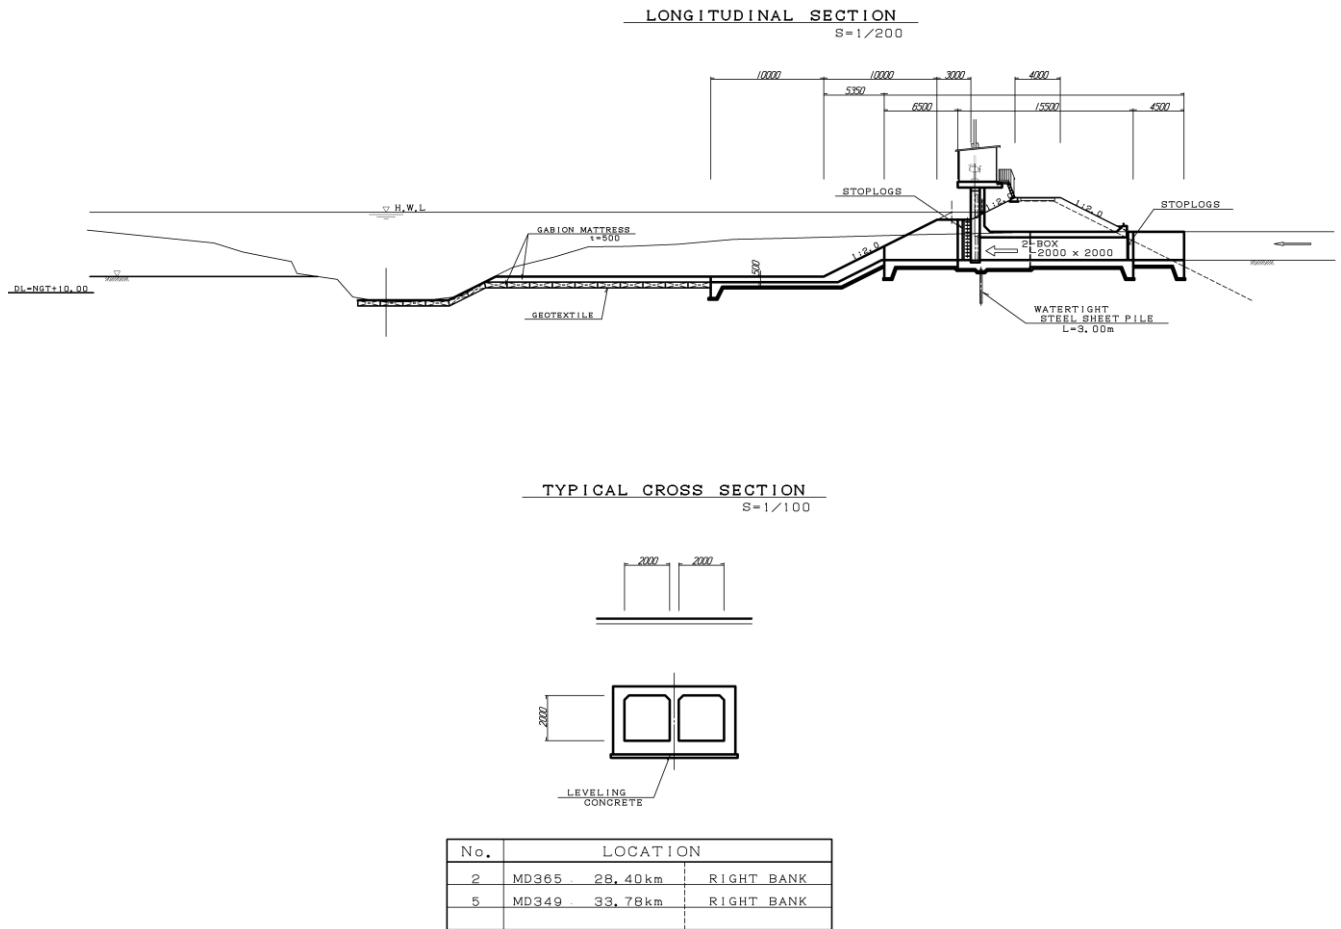 LONGITUDINAL SECTION
S=1/200
10000
10000
3000
4000
5350
6500
15500
4500
STOPLOGS
1:2.0
1:2.0
STOPLOGS
H.W.L
GABION MATTRESS
t=500
1:2.0
2-BOX
2000 × 2000
500
DL=NGT+10.00
GEOTEXTILE
WATERTIGHT
STEEL SHEET PILE
L=3.00m
TYPICAL CROSS SECTION
S=1/100
2000 2000
2000
LEVELING
CONCRETE
No. LOCATION
2 MD365 28.40km RIGHT BANK
5 MD349 33.78km RIGHT BANK